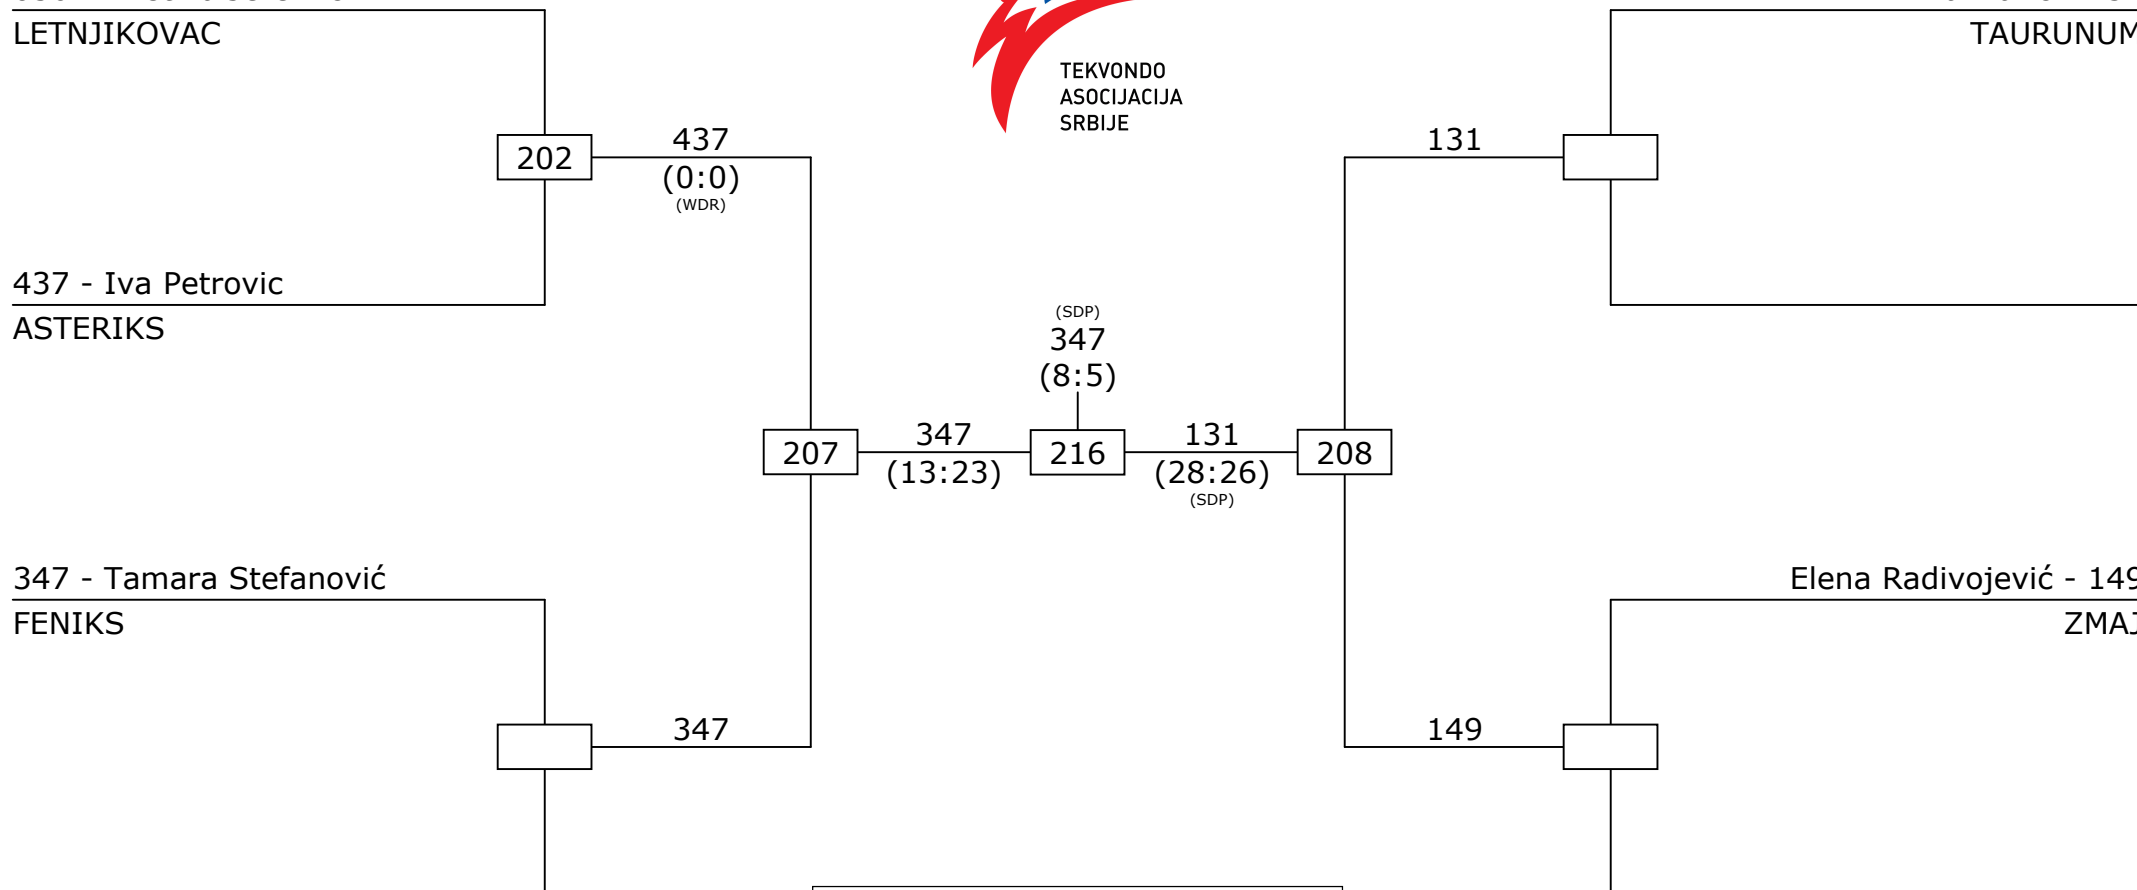 LETNJIKOVAC
TAURUNUM
TEKVONDO
ASOCIJACIJA
SRBIJE
202
437
(0:0)
(WDR)
131
437 - Iva Petrovic
ASTERIKS
(SDP)
347
(8:5)
207
347
(13:23)
216
131
(28:26)
(SDP)
208
347 - Tamara Stefanović
FENIKS
Elena Radivojević - 149
ZMAJ
347
149